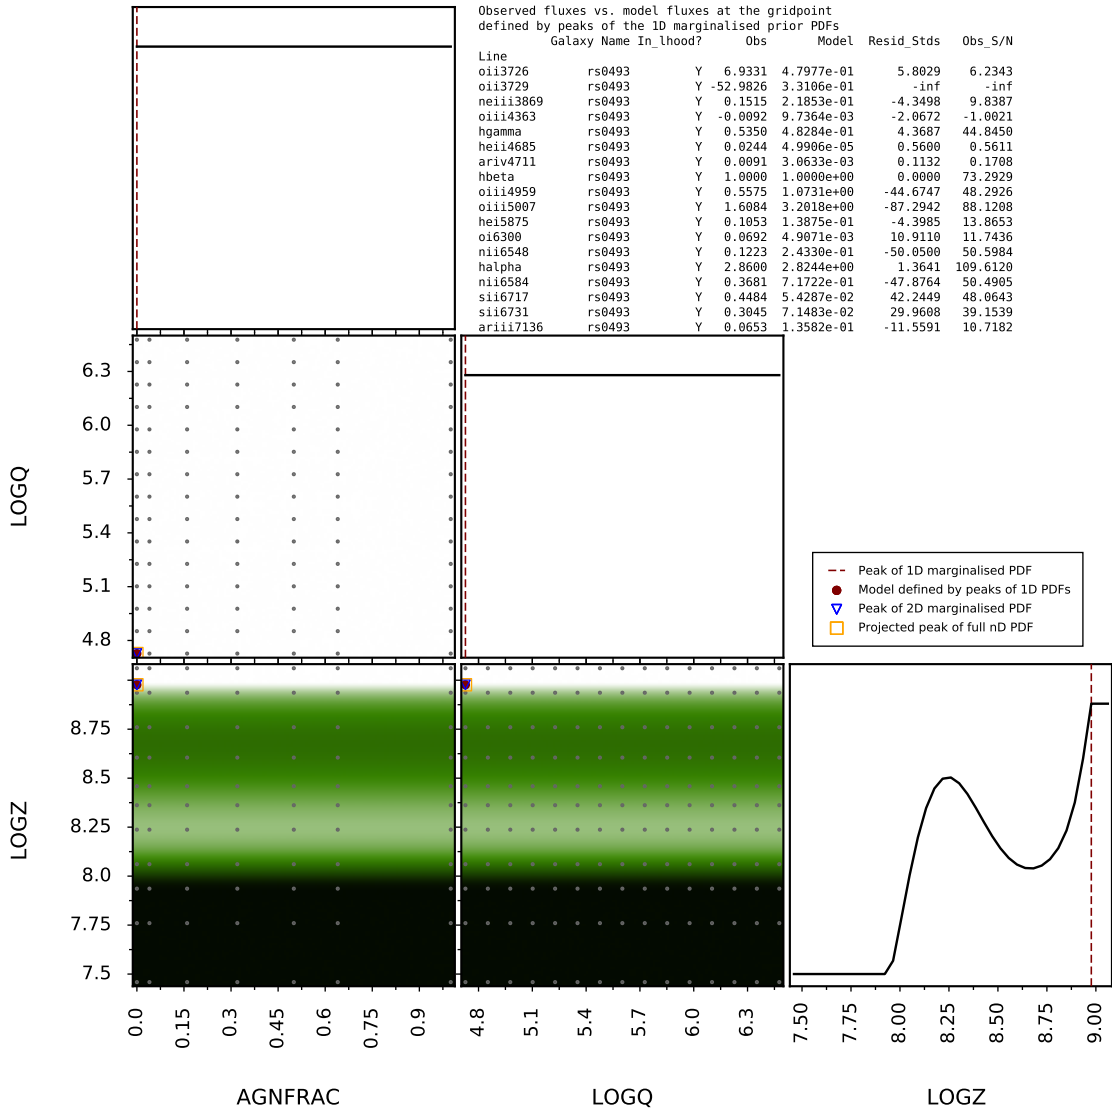 Observed fluxes vs. model fluxes at the gridpoint
defined by peaks of the 1D marginalised prior PDFs
Galaxy Name In_lhood? Obs Model Resid_Stds Obs_S/N
Line
oii3726 rs0493 Y 6.9331 4.7977e-01 5.8029 6.2343
oii3729 rs0493 Y -52.9826 3.3106e-01 -inf -inf
neiii3869 rs0493 Y 0.1515 2.1853e-01 -4.3498 9.8387
oiii4363 rs0493 Y -0.0092 9.7364e-03 -2.0672 -1.0021
hgamma rs0493 Y 0.5350 4.8284e-01 4.3687 44.8450
heii4685 rs0493 Y 0.0244 4.9906e-05 0.5600 0.5611
ariv4711 rs0493 Y 0.0091 3.0633e-03 0.1132 0.1708
hbeta rs0493 Y 1.0000 1.0000e+00 0.0000 73.2929
oiii4959 rs0493 Y 0.5575 1.0731e+00 -44.6747 48.2926
oiii5007 rs0493 Y 1.6084 3.2018e+00 -87.2942 88.1208
hei5875 rs0493 Y 0.1053 1.3875e-01 -4.3985 13.8653
oi6300 rs0493 Y 0.0692 4.9071e-03 10.9110 11.7436
nii6548 rs0493 Y 0.1223 2.4330e-01 -50.0500 50.5984
halpha rs0493 Y 2.8600 2.8244e+00 1.3641 109.6120
nii6584 rs0493 Y 0.3681 7.1722e-01 -47.8764 50.4905
sii6717 rs0493 Y 0.4484 5.4287e-02 42.2449 48.0643
sii6731 rs0493 Y 0.3045 7.1483e-02 29.9608 39.1539
ariii7136 rs0493 Y 0.0653 1.3582e-01 -11.5591 10.7182
LOGQ
6.3
6.0
5.7
5.4
5.1
4.8
Peak of 1D marginalised PDF
Model defined by peaks of 1D PDFs
Peak of 2D marginalised PDF
Projected peak of full nD PDF
LOGZ
8.75
8.5
8.25
8.0
7.75
7.5
0.0 0.15 0.3 0.45 0.6 0.75 0.9
4.8 5.1 5.4 5.7 6.0 6.3
7.50 7.75 8.00 8.25 8.50 8.75 9.00
AGNFRAC LOGQ LOGZ